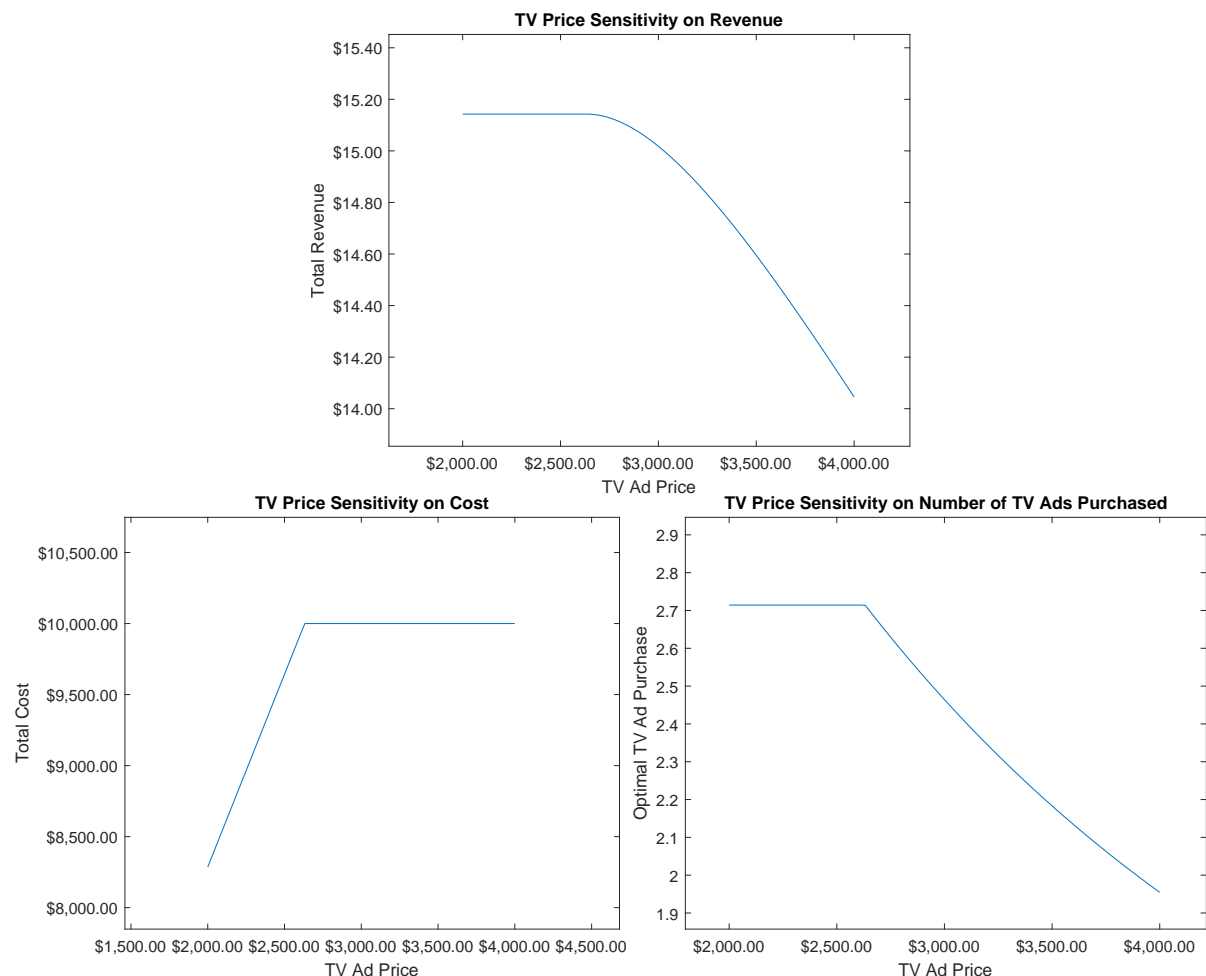 TV Price Sensitivity on Revenue
$15.40
$15.20
$15.00
$14.80
$14.60
$14.40
$14.20
$14.00
Total Revenue
$2,000.00 $2,500.00 $3,000.00 $3,500.00 $4,000.00
TV Ad Price
TV Price Sensitivity on Cost
$10,500.00
$10,000.00
$9,500.00
$9,000.00
$8,500.00
$8,000.00
Total Cost
$1,500.00 $2,000.00 $2,500.00 $3,000.00 $3,500.00 $4,000.00 $4,500.00
TV Ad Price
TV Price Sensitivity on Number of TV Ads Purchased
2.9
2.8
2.7
2.6
2.5
2.4
2.3
2.2
2.1
2
1.9
Optimal TV Ad Purchase
$2,000.00 $2,500.00 $3,000.00 $3,500.00 $4,000.00
TV Ad Price